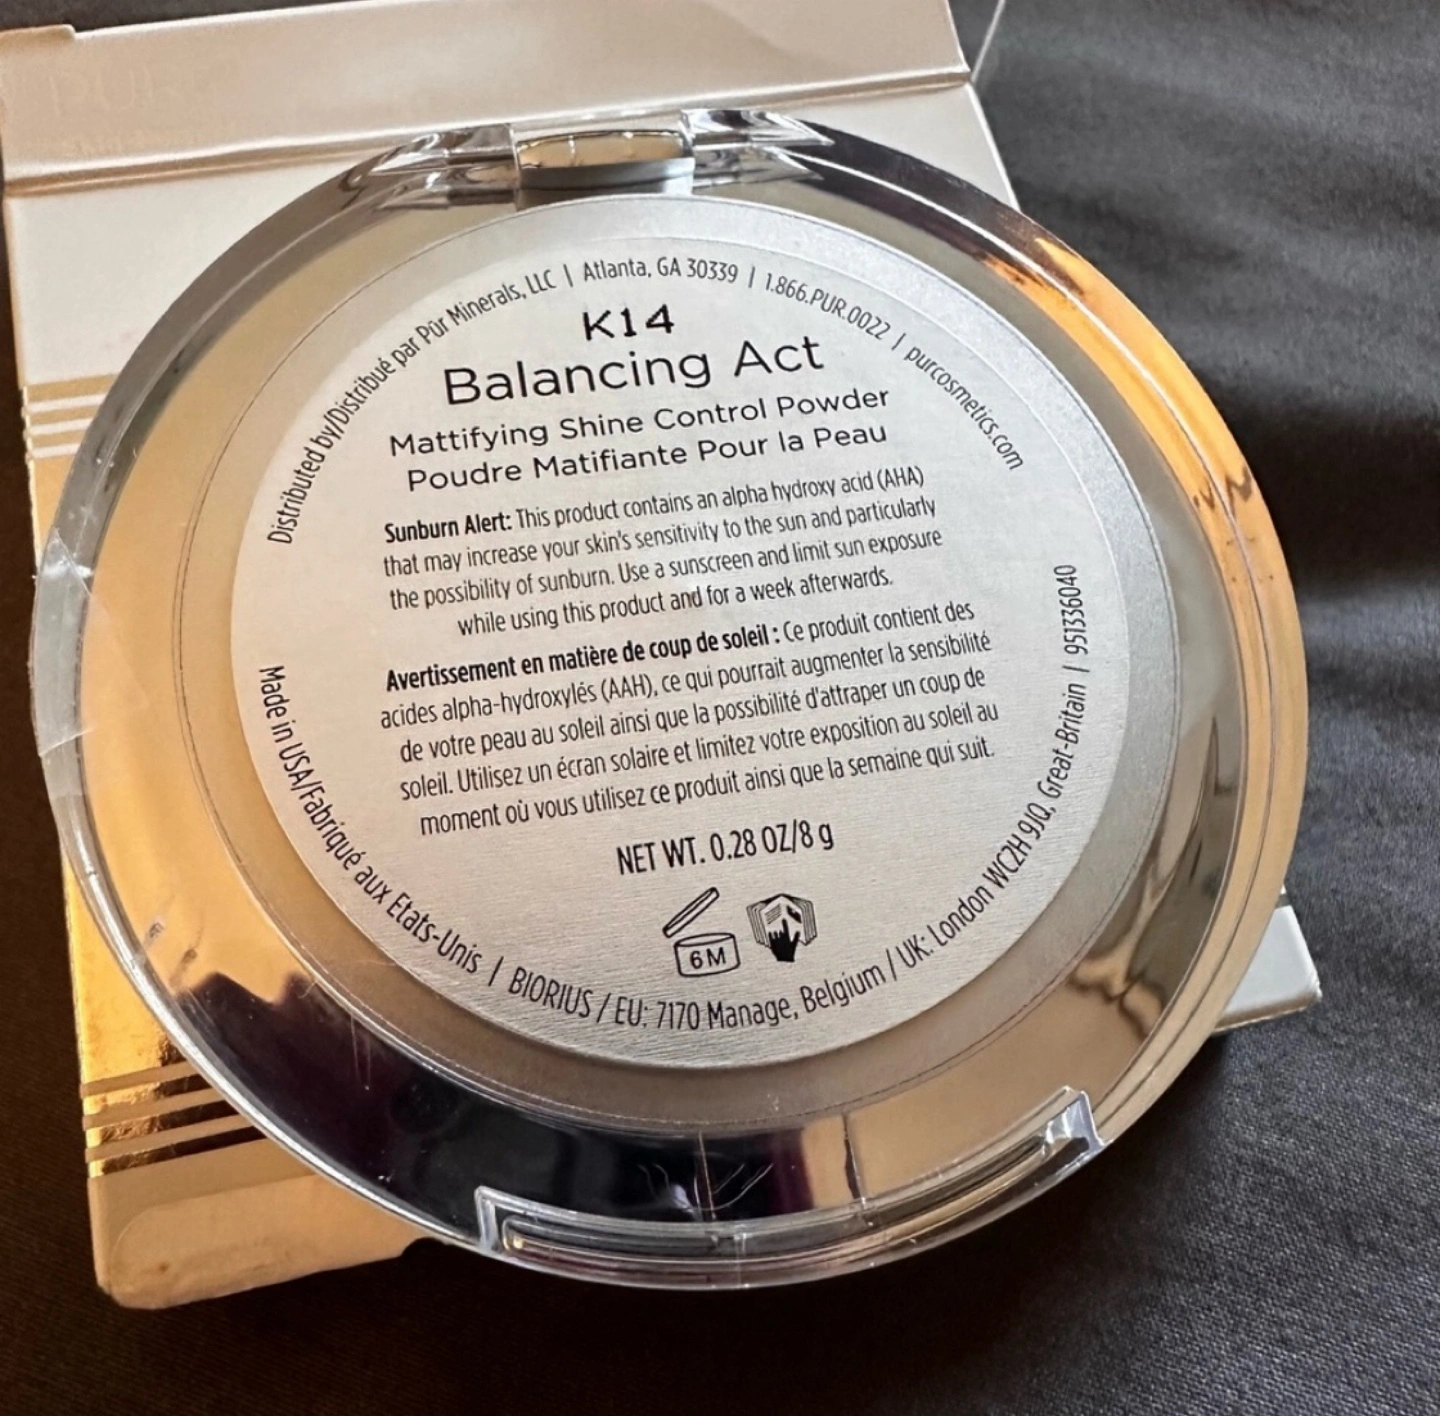 PUR
Distributed by/Distribué par Pür Minerals, LLC | Atlanta, GA 30339 | 1.866.PUR.0022 | purcosmetics.com
K14
Balancing Act
Mattifying Shine Control Powder
Poudre Matifiante Pour la Peau
Sunburn Alert: This product contains an alpha hydroxy acid (AHA)
that may increase your skin's sensitivity to the sun and particularly
the possibility of sunburn. Use a sunscreen and limit sun exposure
while using this product and for a week afterwards.
Avertissement en matière de coup de soleil : Ce produit contient des
acides alpha-hydroxylés (AAH), ce qui pourrait augmenter la sensibilité
de votre peau au soleil ainsi que la possibilité d'attraper un coup de
soleil. Utilisez un écran solaire et limitez votre exposition au soleil au
moment où vous utilisez ce produit ainsi que la semaine qui suit.
NET WT. 0.28 OZ/8 g
6M
Made in USA/Fabriqué aux Etats-Unis | BIORIUS / EU: 7170 Manage, Belgium / UK: London WC2H 9JQ, Great-Britain | 951336040